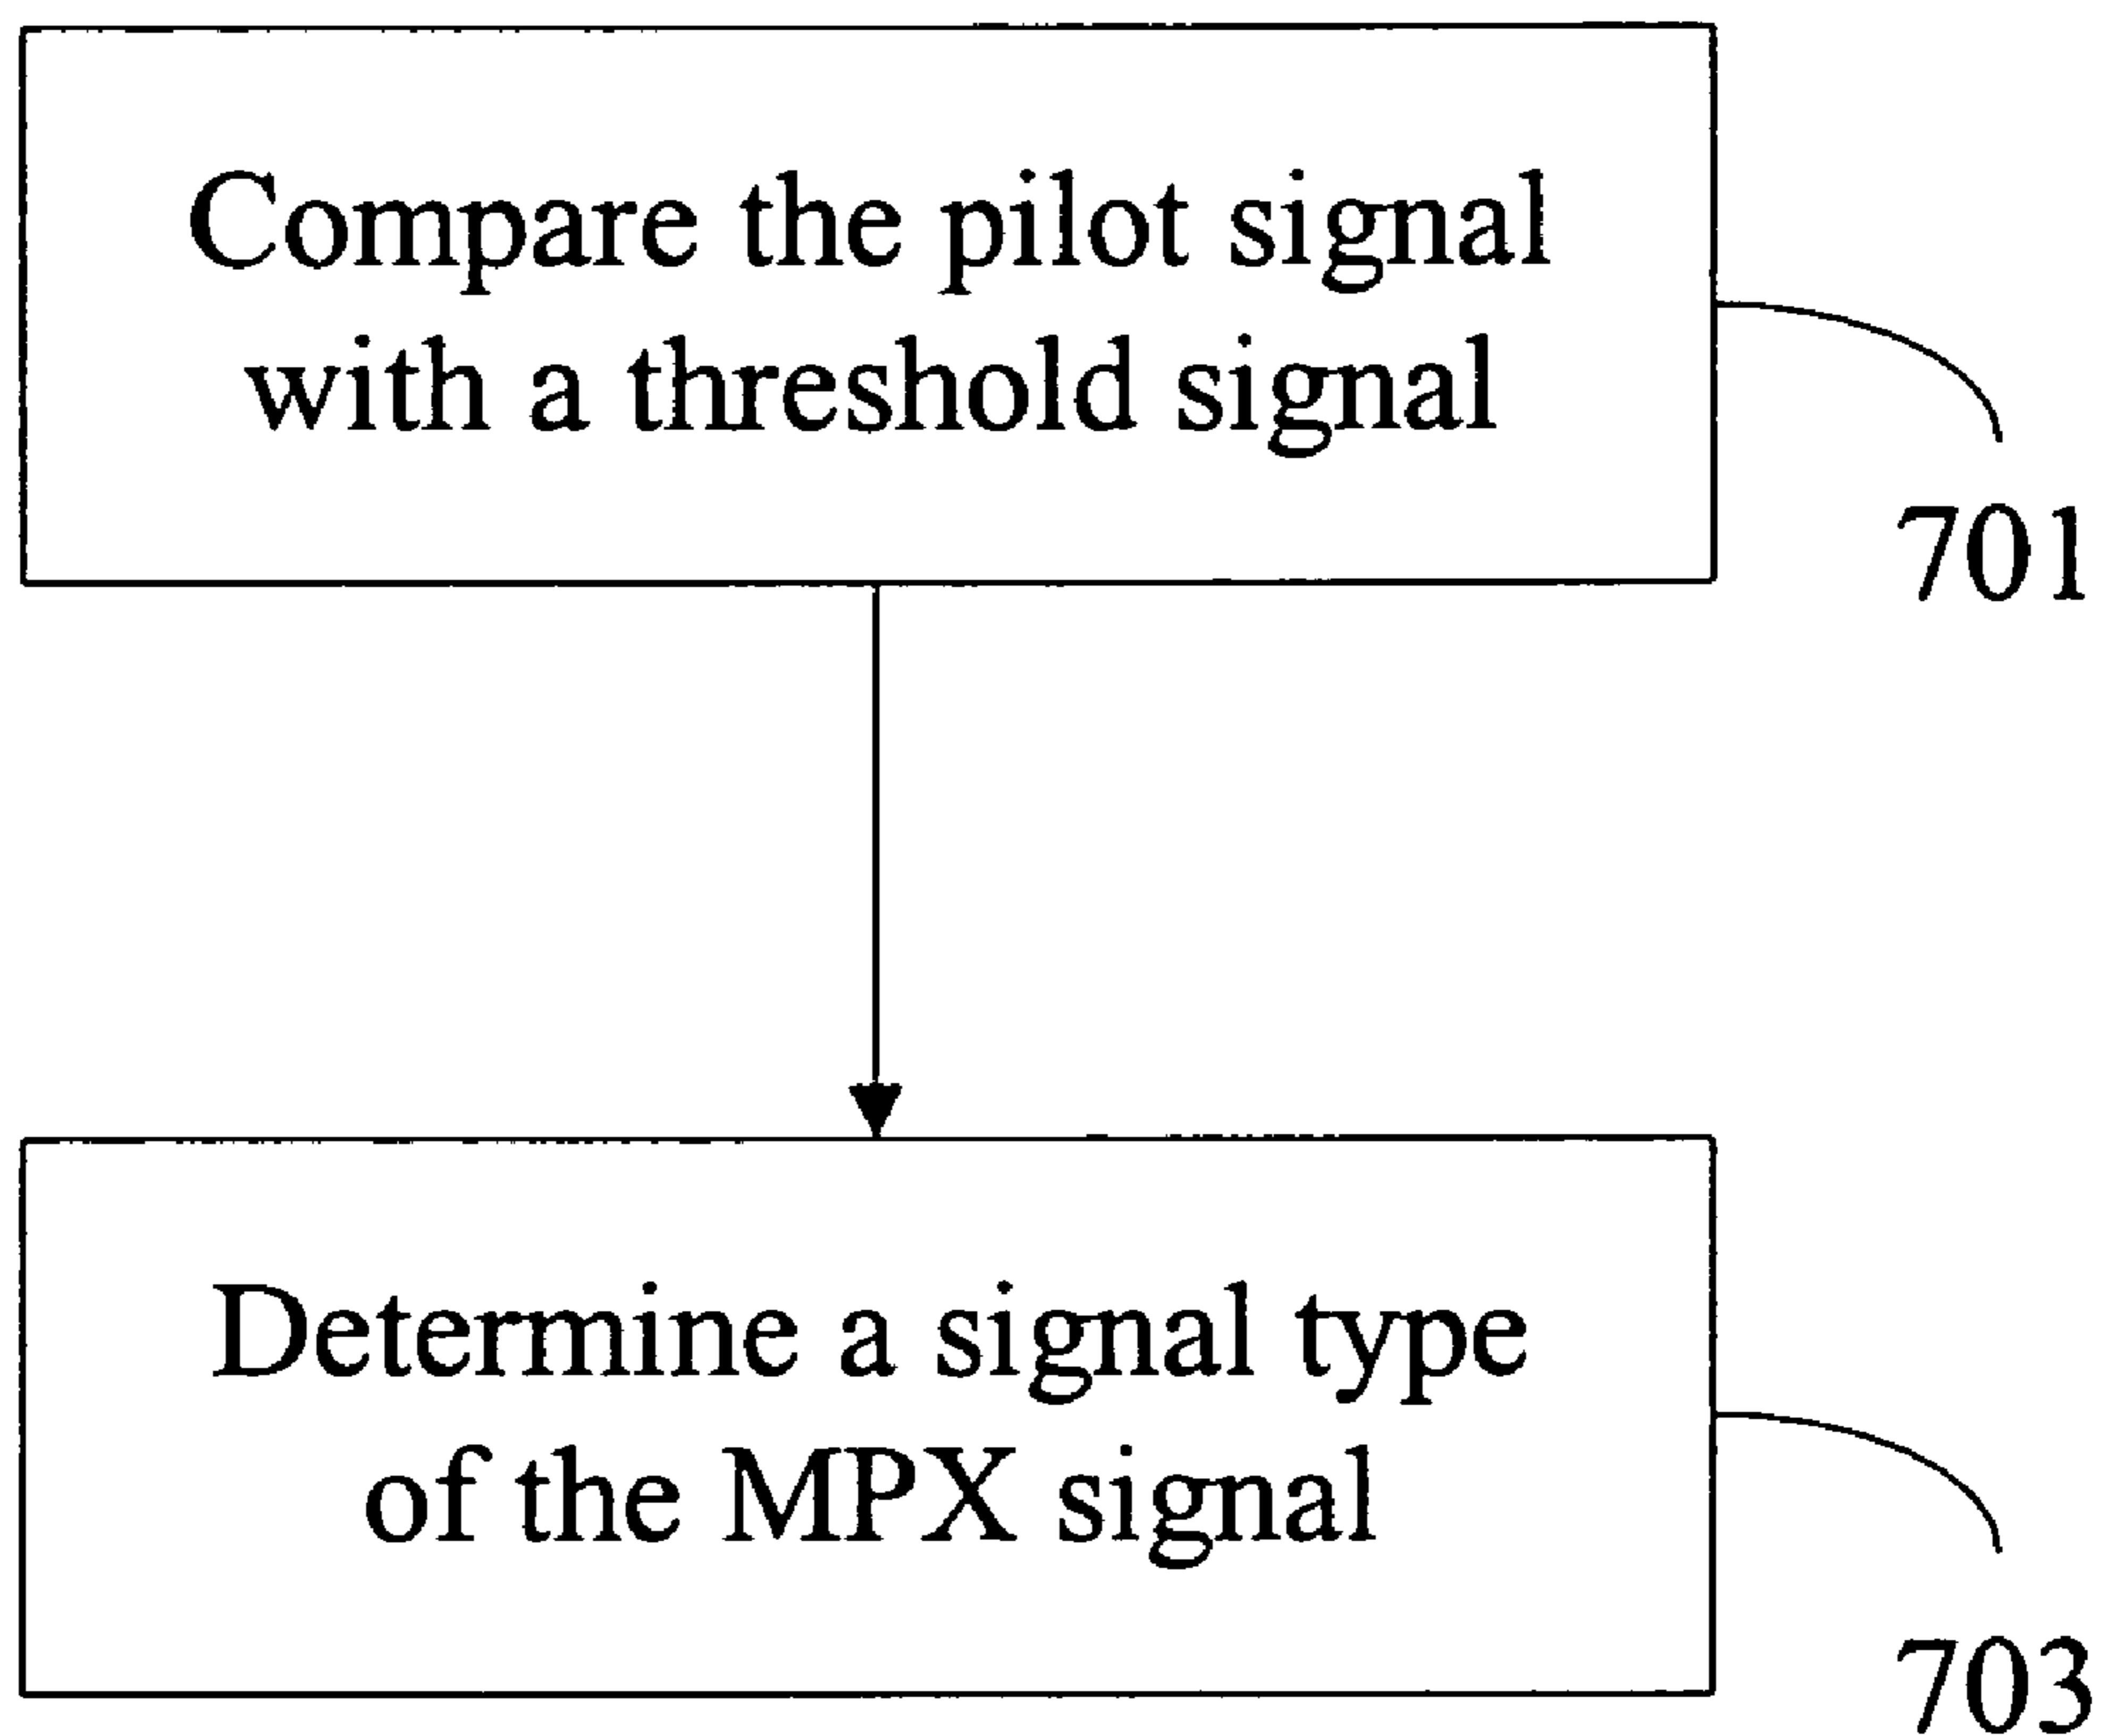 Compare the pilot signal
with a threshold signal
701
Determine a signal type
of the MPX signal
703